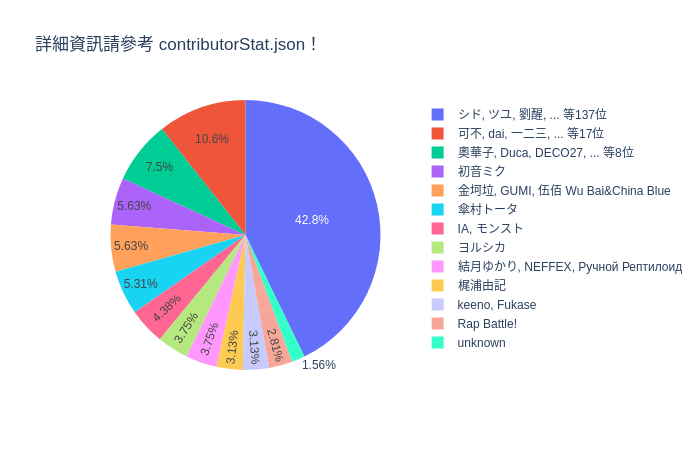 詳細資訊請參考 contributorStat.json！
シド, ツユ, 劉醒, ... 等137位
可不, dai, 一二三, ... 等17位
奧華子, Duca, DECO27, ... 等8位
初音ミク
金坷垃, GUMI, 伍佰 Wu Bai&China Blue
傘村トータ
IA, モンスト
ヨルシカ
結月ゆかり, NEFFEX, Ручной Рептилоид
梶浦由記
keeno, Fukase
Rap Battle!
unknown
42.8%
10.6%
7.5%
5.63%
5.63%
5.31%
4.38%
3.75%
3.75%
3.13%
3.13%
2.81%
1.56%